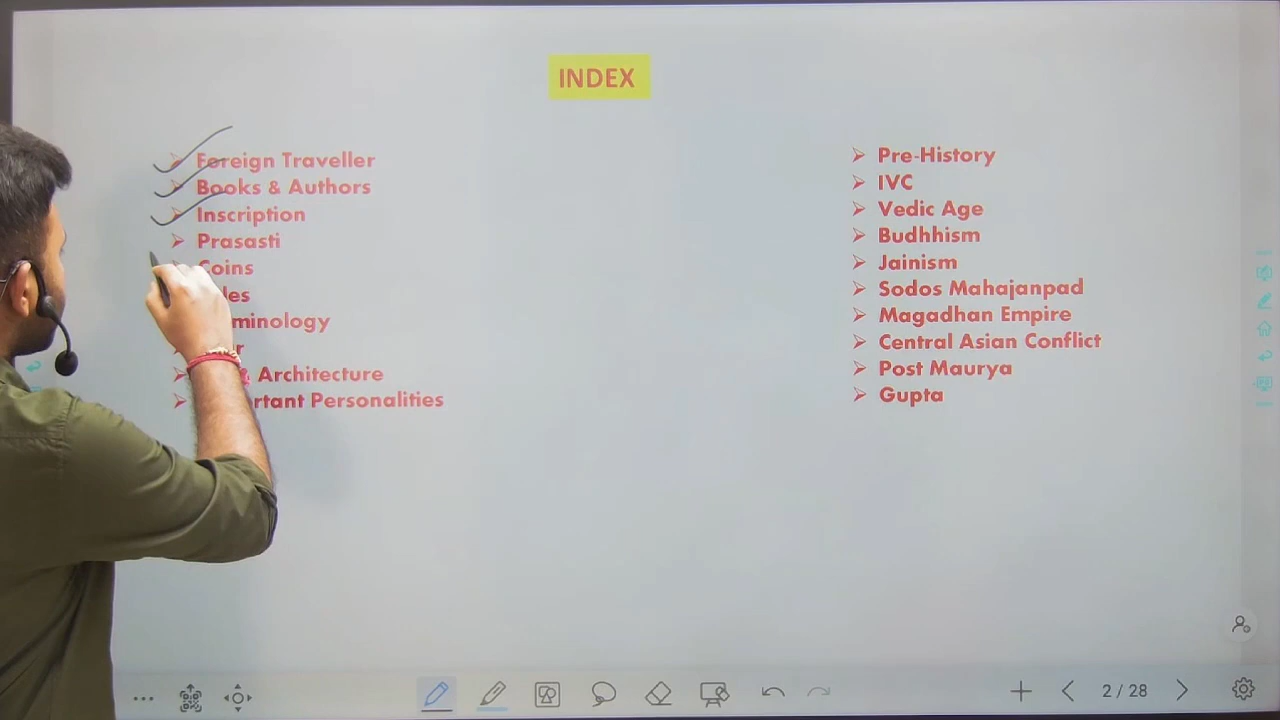 INDEX
Foreign Traveller
Books & Authors
Inscription
Prasasti
Coins
& Architecture
Personalities
Pre-History
IVC
Vedic Age
Budhhism
Jainism
Sodos Mahajanpad
Magadhan Empire
Central Asian Conflict
Post Maurya
Gupta
2 / 28